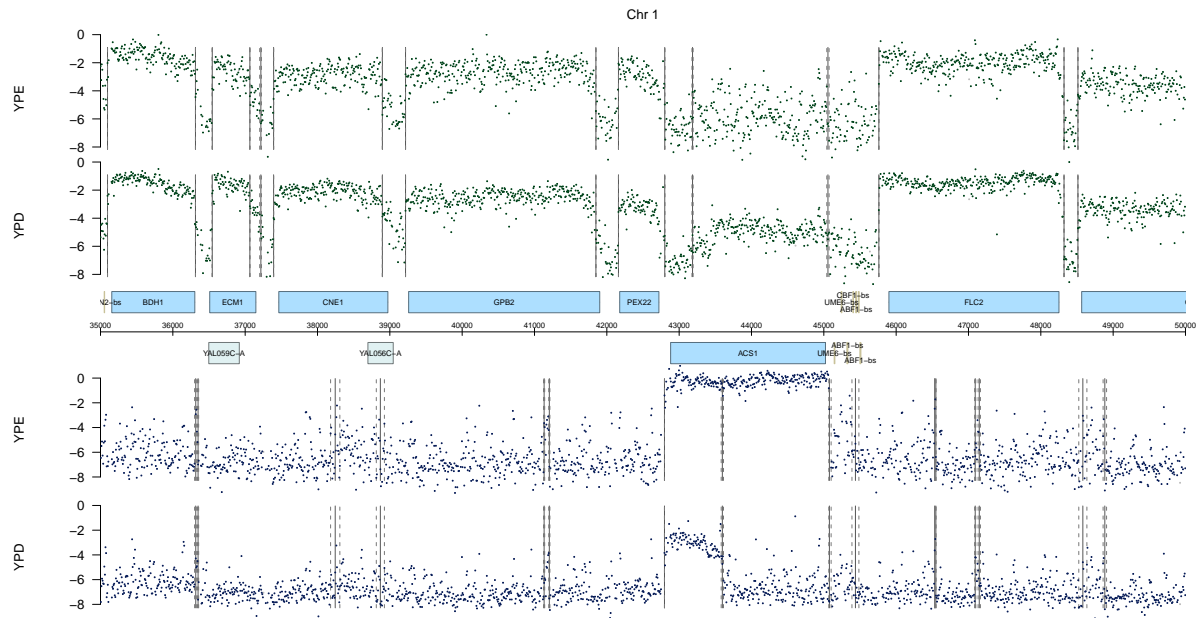 Chr 1
0
−2
−4
−6
−8
YPE
0
−2
−4
−6
−8
YPD
N2−bs BDH1 ECM1 CNE1 GPB2 PEX22 UME6−bs CBF1−bs ABF1−bs FLC2
35000 36000 37000 38000 39000 40000 41000 42000 43000 44000 45000 46000 47000 48000 49000 50000
YAL059C−A YAL056C−A ACS1 UME6−bs ABF1−bs ABF1−bs
0
−2
−4
−6
−8
YPE
0
−2
−4
−6
−8
YPD